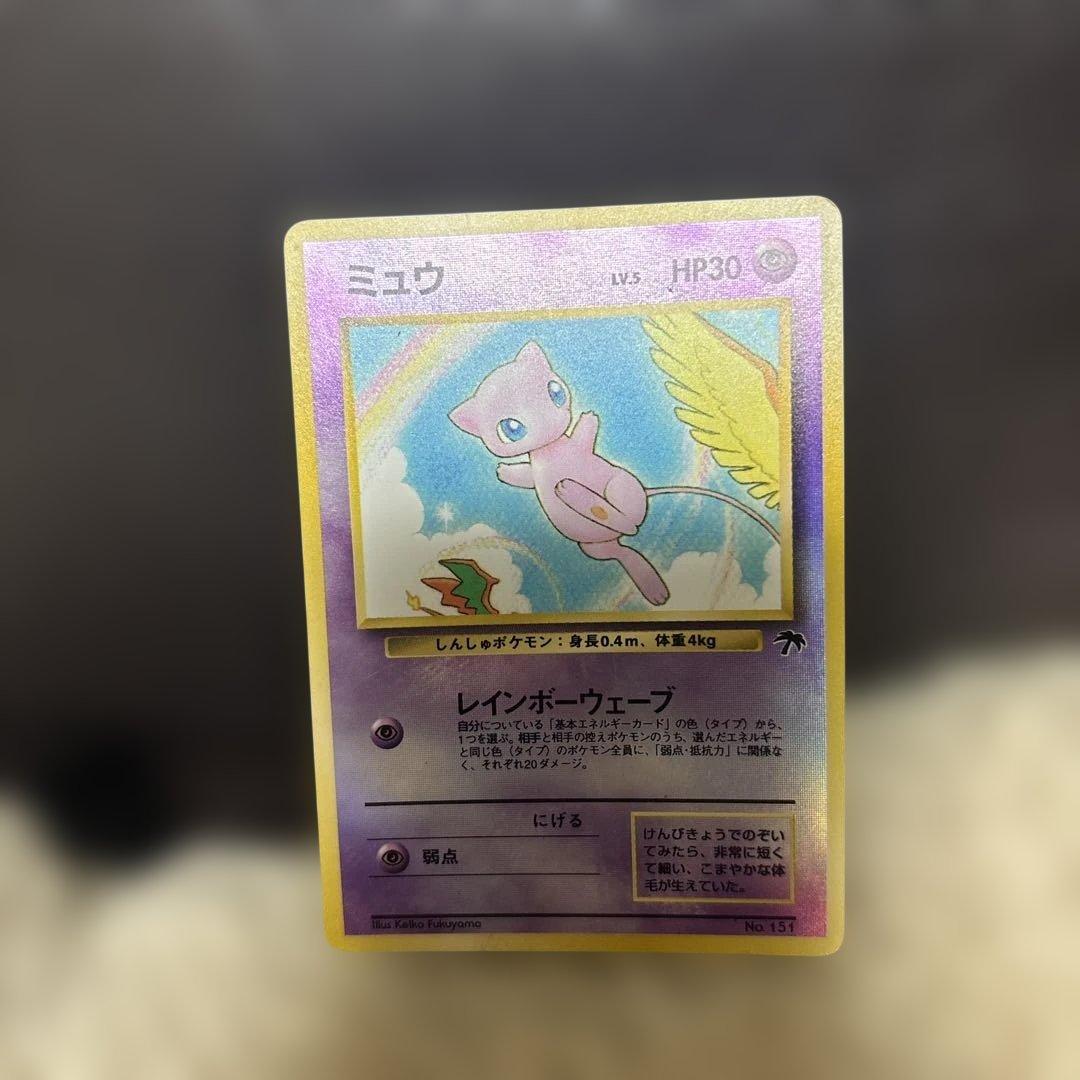 ミュウ LV.5 HP30
しんしゅポケモン：身長0.4m、体重4kg
レインボーウェーブ
自分についている「基本エネルギーカード」の色（タイプ）から、
1つを選ぶ。相手と相手の控えポケモンのうち、選んだエネルギー
と同じ色（タイプ）のポケモン全員に、「弱点・抵抗力」に関係な
く、それぞれ20ダメージ。
にげる
弱点
けんびきょうでのぞい
てみたら、非常に短く
て細い、こまやかな体
毛が生えていた。
Illus. Keiko Fukuyama
No. 151